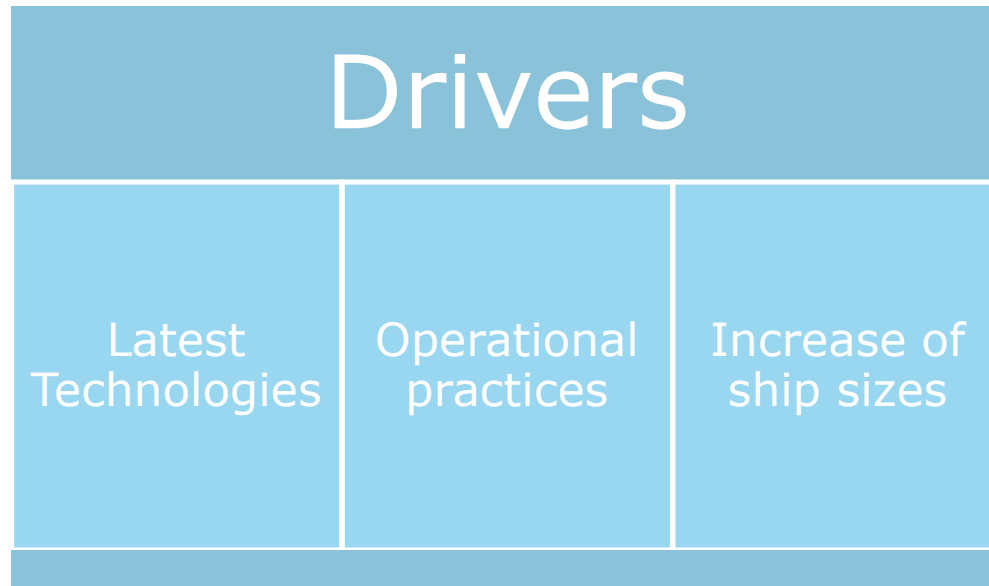 Drivers
Latest
Technologies
Operational
practices
Increase of
ship sizes